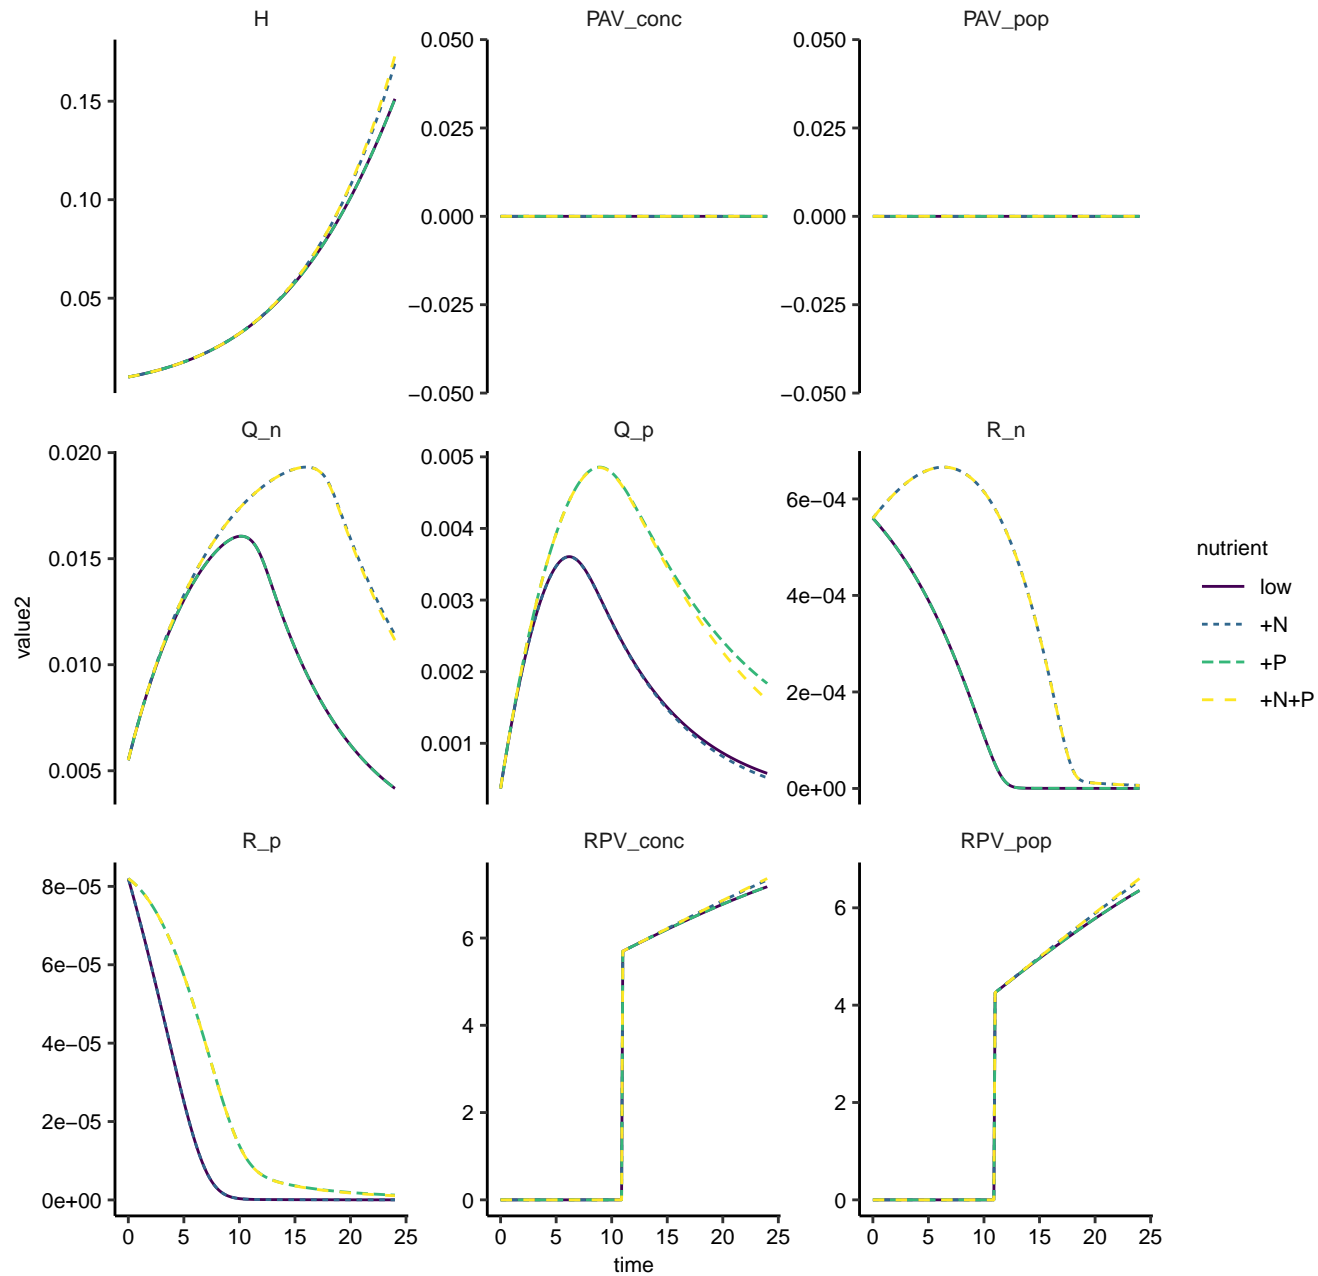 H
PAV_conc
PAV_pop
0.15
0.10
0.05
0.050
0.025
0.000
−0.025
−0.050
0.050
0.025
0.000
−0.025
−0.050
Q_n
Q_p
R_n
0.020
0.015
0.010
0.005
0.005
0.004
0.003
0.002
0.001
6e−04
4e−04
2e−04
0e+00
R_p
RPV_conc
RPV_pop
8e−05
6e−05
4e−05
2e−05
0e+00
6
4
2
0
6
4
2
0
0 5 10 15 20 25
0 5 10 15 20 25
0 5 10 15 20 25
time
value2
nutrient
low
+N
+P
+N+P